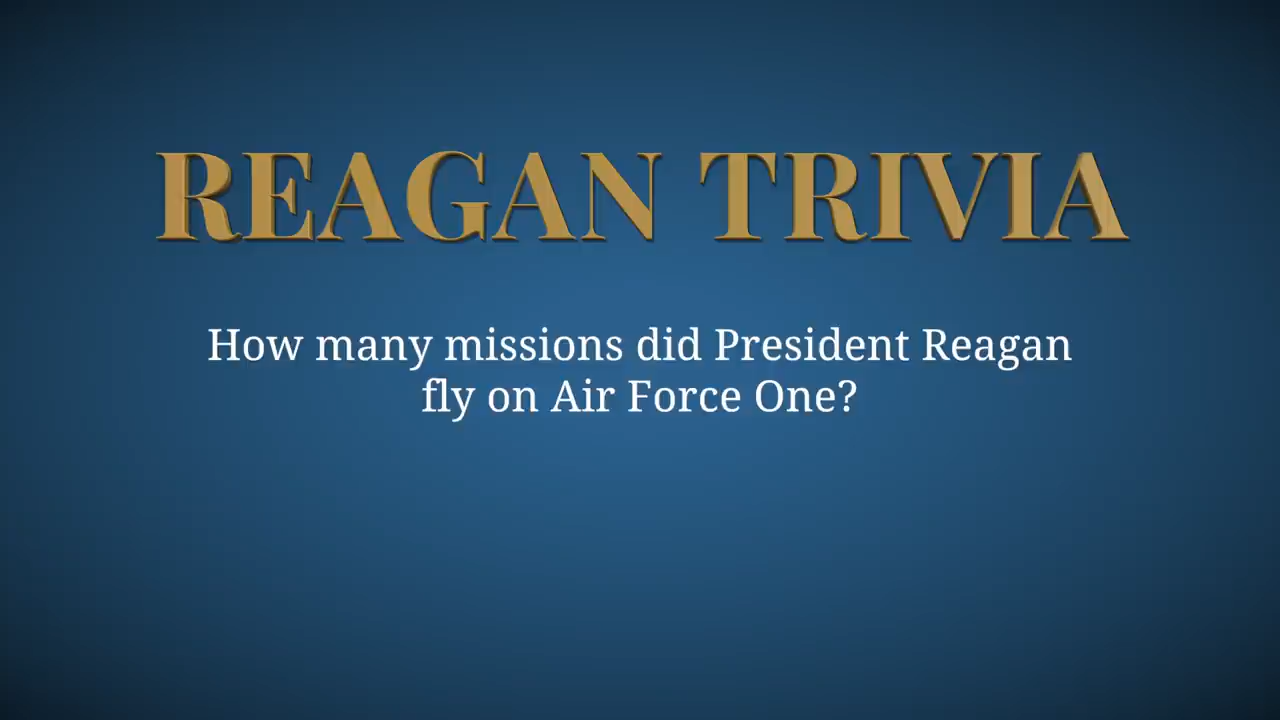 REAGAN TRIVIA
How many missions did President Reagan
fly on Air Force One?